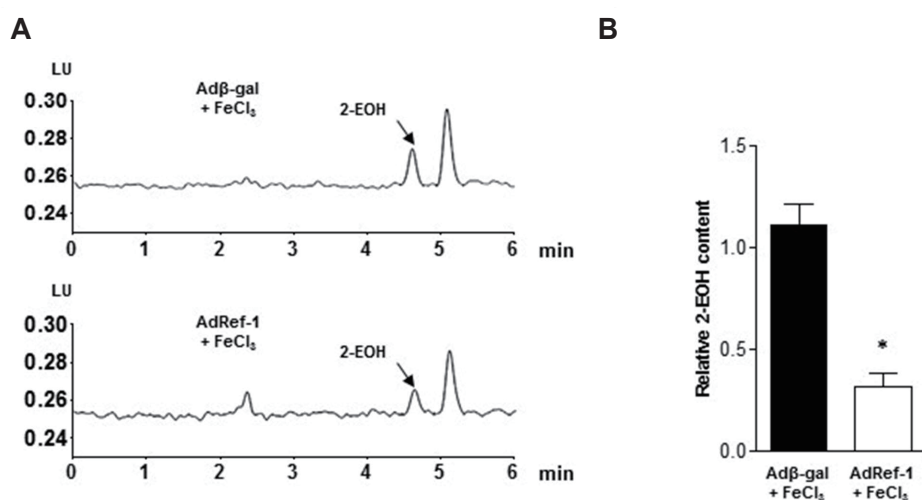 A
LU
Adβ-gal
+ FeCl₃
2-EOH
0.30
0.28
0.26
0.24
0 1 2 3 4 5 6 min
LU
AdRef-1
+ FeCl₃
2-EOH
0.30
0.28
0.26
0.24
0 1 2 3 4 5 6 min
B
Relative 2-EOH content
1.5
1.0
0.5
0.0
*
Adβ-gal AdRef-1
+ FeCl₃ + FeCl₃